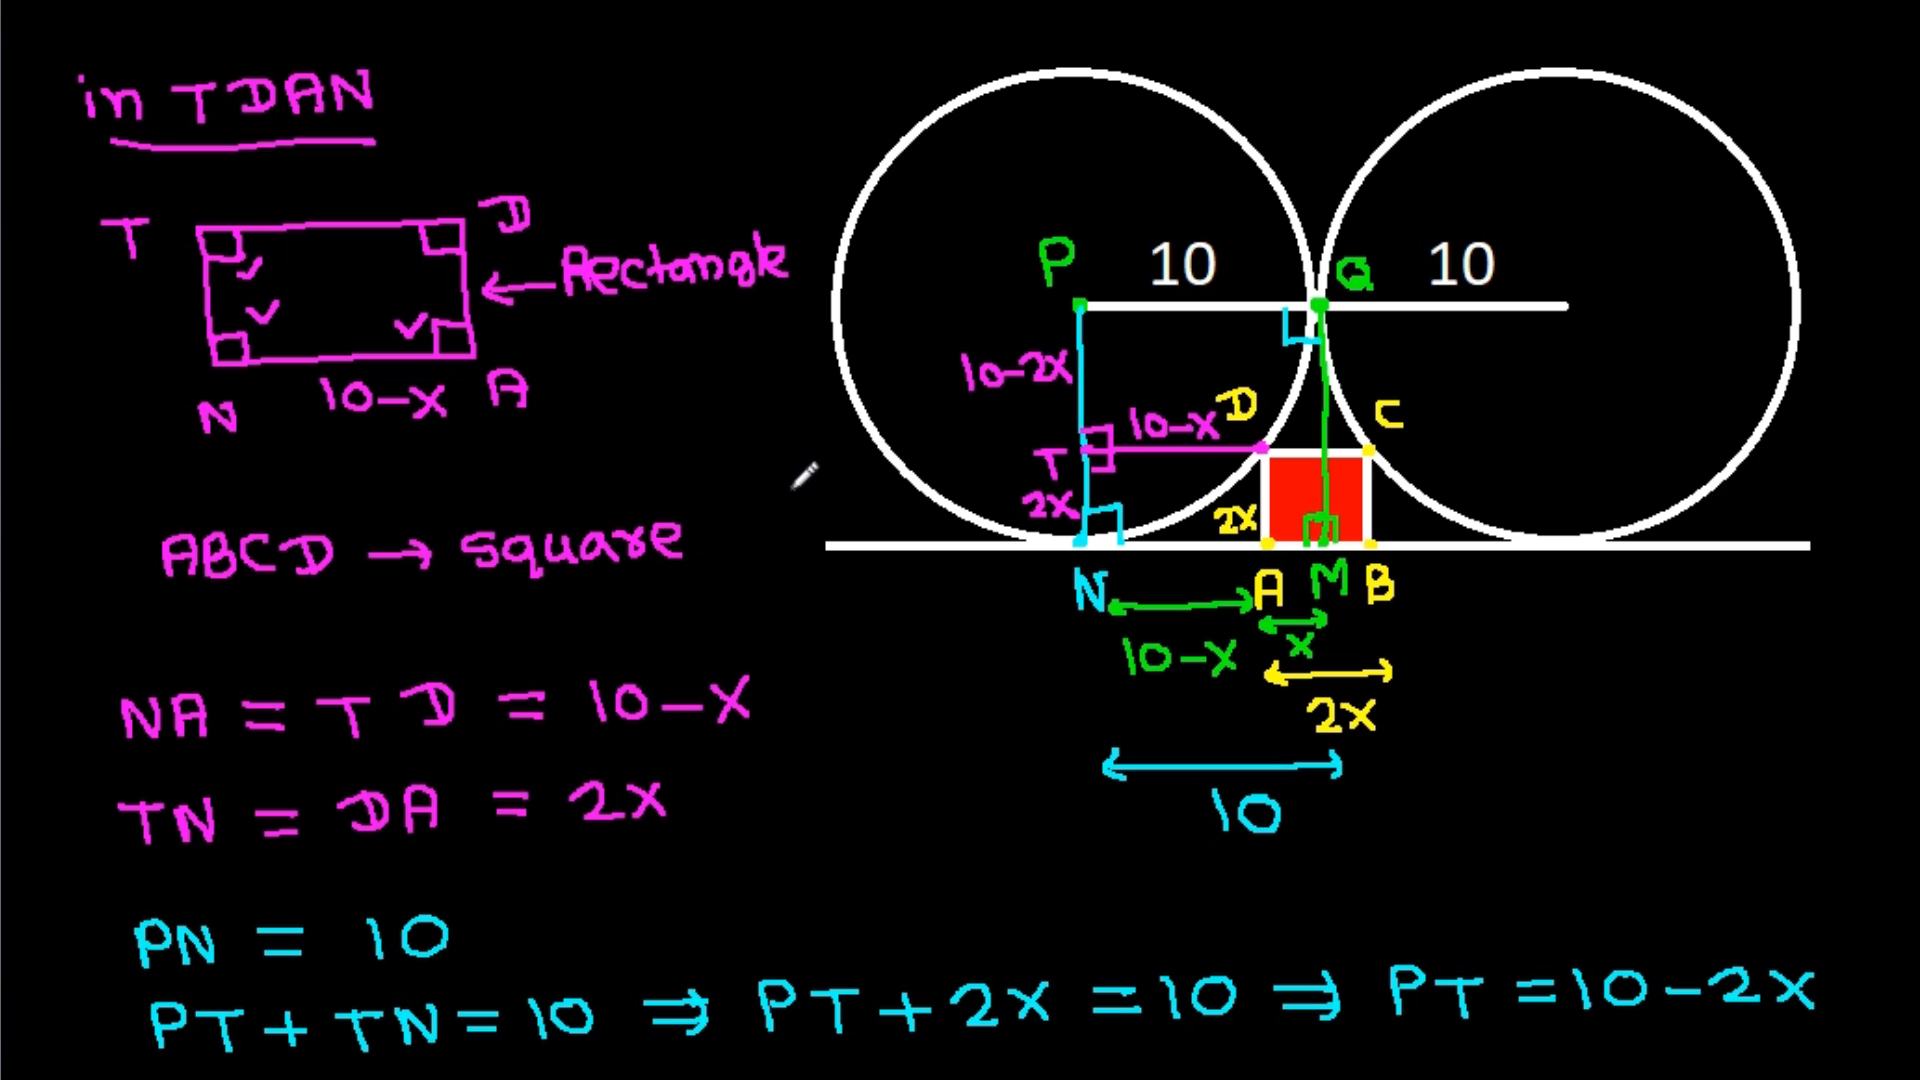 in TDAN
T D
Rectangle
N 10-x A
ABCD → square
NA = TD = 10-x
TN = DA = 2x
PN = 10
PT + TN = 10 ⇒ PT + 2x = 10 ⇒ PT = 10-2x
P 10 Q 10
10-2x
10-x D C
T
2x 2x
N A M B
10-x x
2x
10